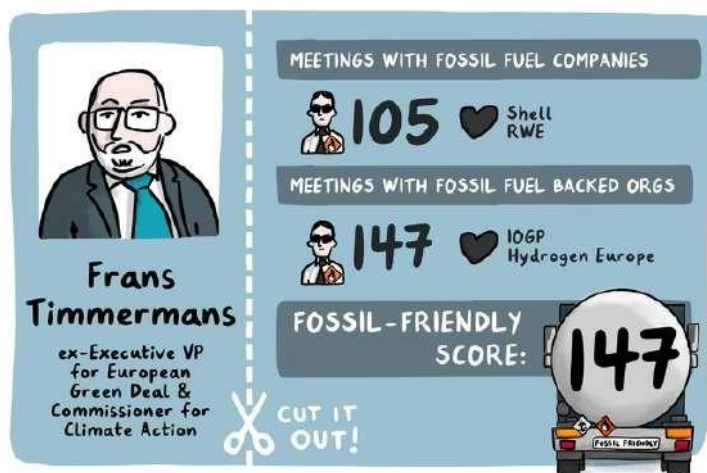 Frans
Timmermans
ex-Executive VP
for European
Green Deal &
Commissioner for
Climate Action
MEETINGS WITH FOSSIL FUEL COMPANIES
105
Shell
RWE
MEETINGS WITH FOSSIL FUEL BACKED ORGS
147
IOGP
Hydrogen Europe
FOSSIL-FRIENDLY
SCORE:
147
FOSSIL FRIENDLY
CUT IT
OUT!